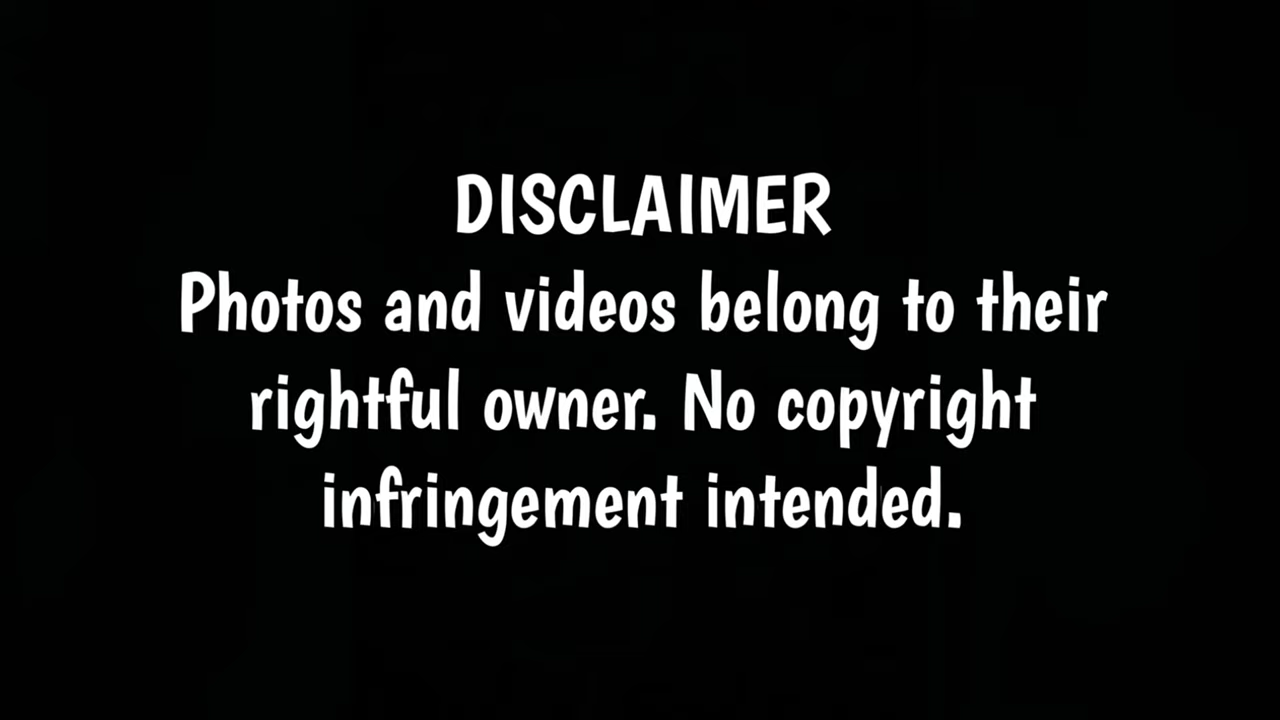 DISCLAIMER
Photos and videos belong to their
rightful owner. No copyright
infringement intended.